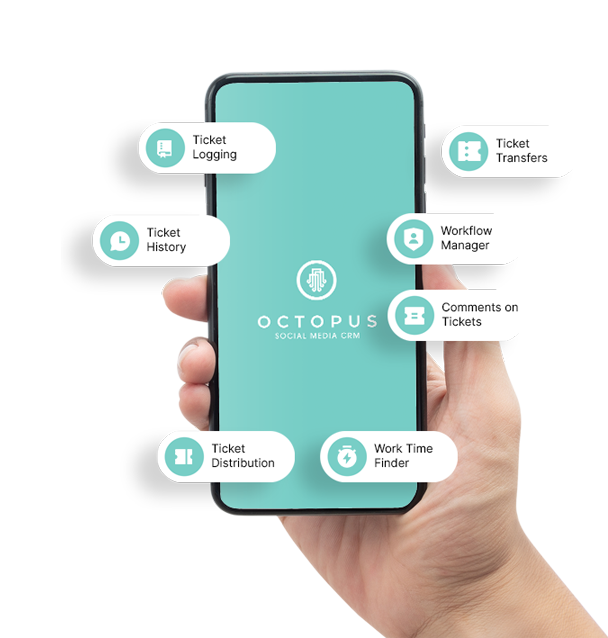 Ticket
Logging
Ticket
Transfers
Ticket
History
Workflow
Manager
OCTOPUS
SOCIAL MEDIA CRM
Comments on
Tickets
Ticket
Distribution
Work Time
Finder